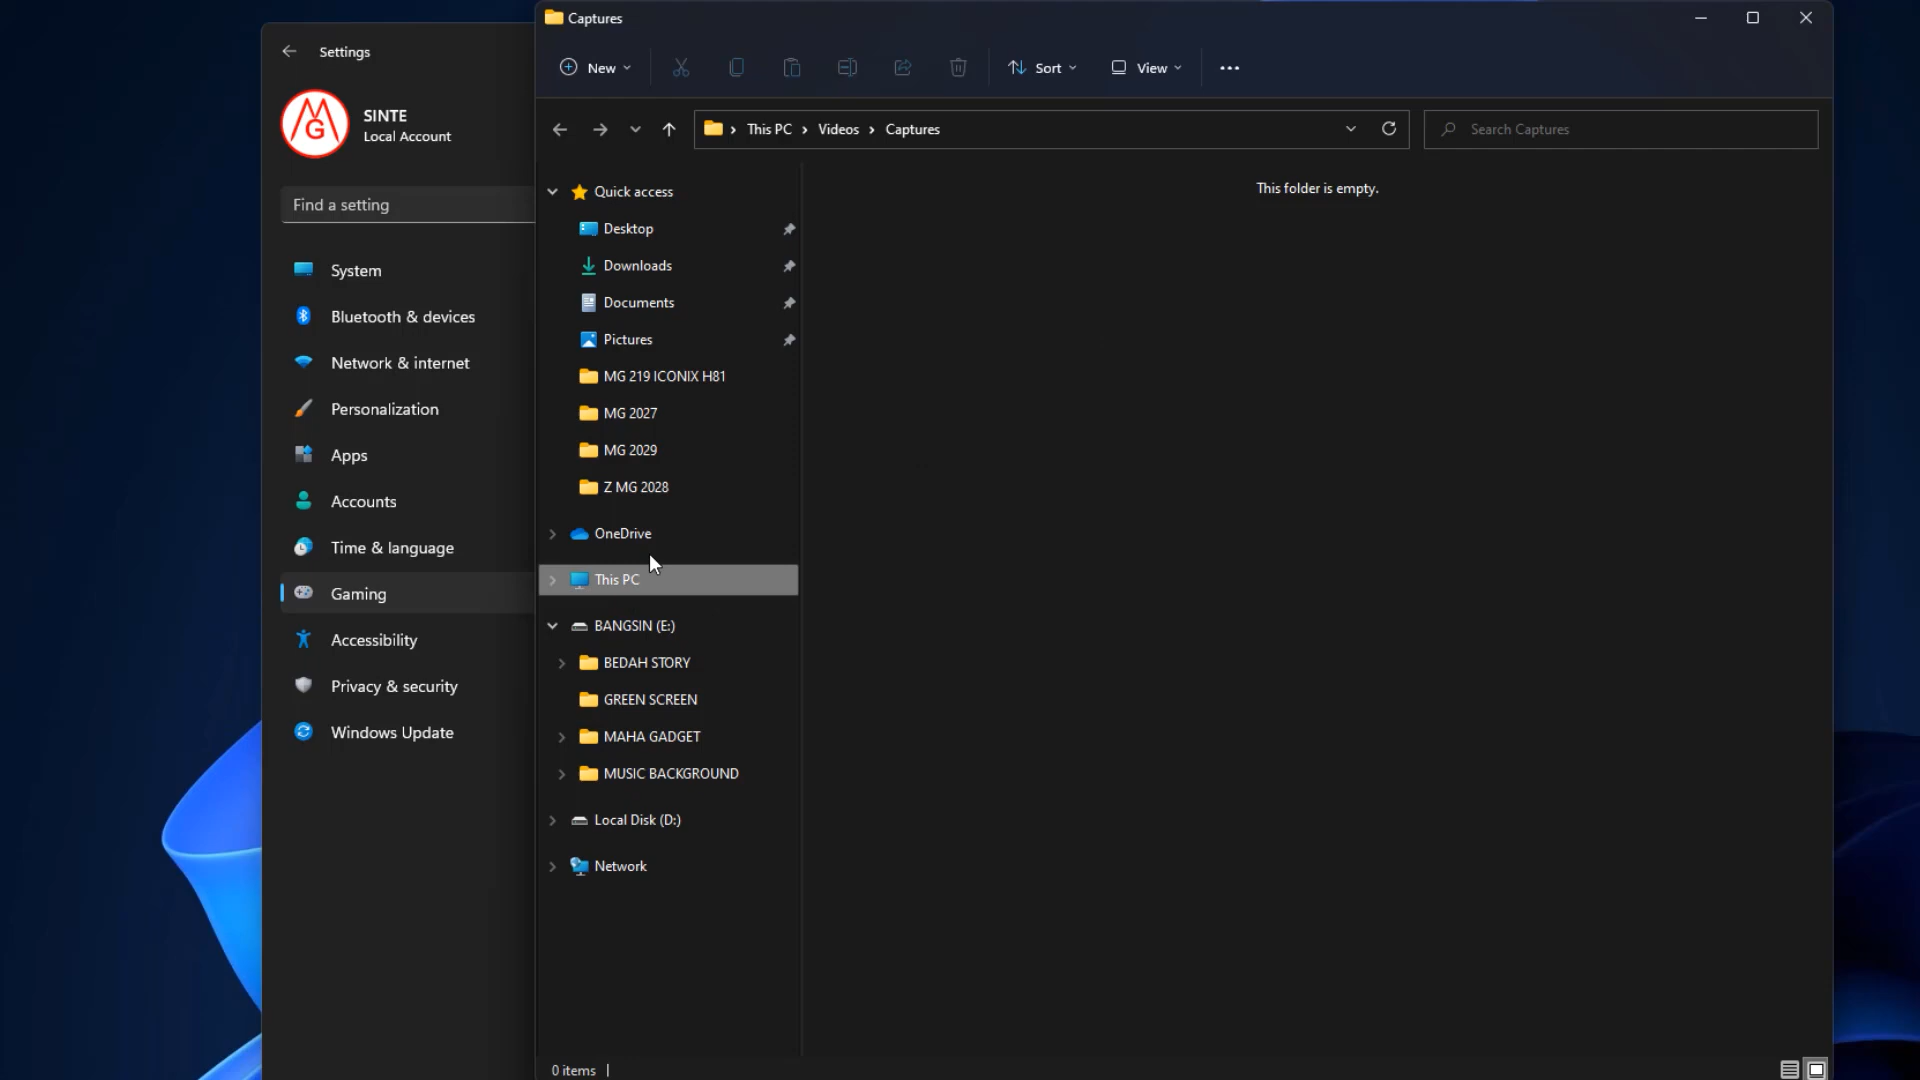 Settings
MG
SINTE
Local Account
Find a setting
System
Bluetooth & devices
Network & internet
Personalization
Apps
Accounts
Time & language
Gaming
Accessibility
Privacy & security
Windows Update
Captures
New
Sort
View
This PC
Videos
Captures
Search Captures
Quick access
Desktop
Downloads
Documents
Pictures
MG 219 ICONIX H81
MG 2027
MG 2029
Z MG 2028
OneDrive
This PC
BANGSIN (E:)
BEDAH STORY
GREEN SCREEN
MAHA GADGET
MUSIC BACKGROUND
Local Disk (D:)
Network
This folder is empty.
0 items